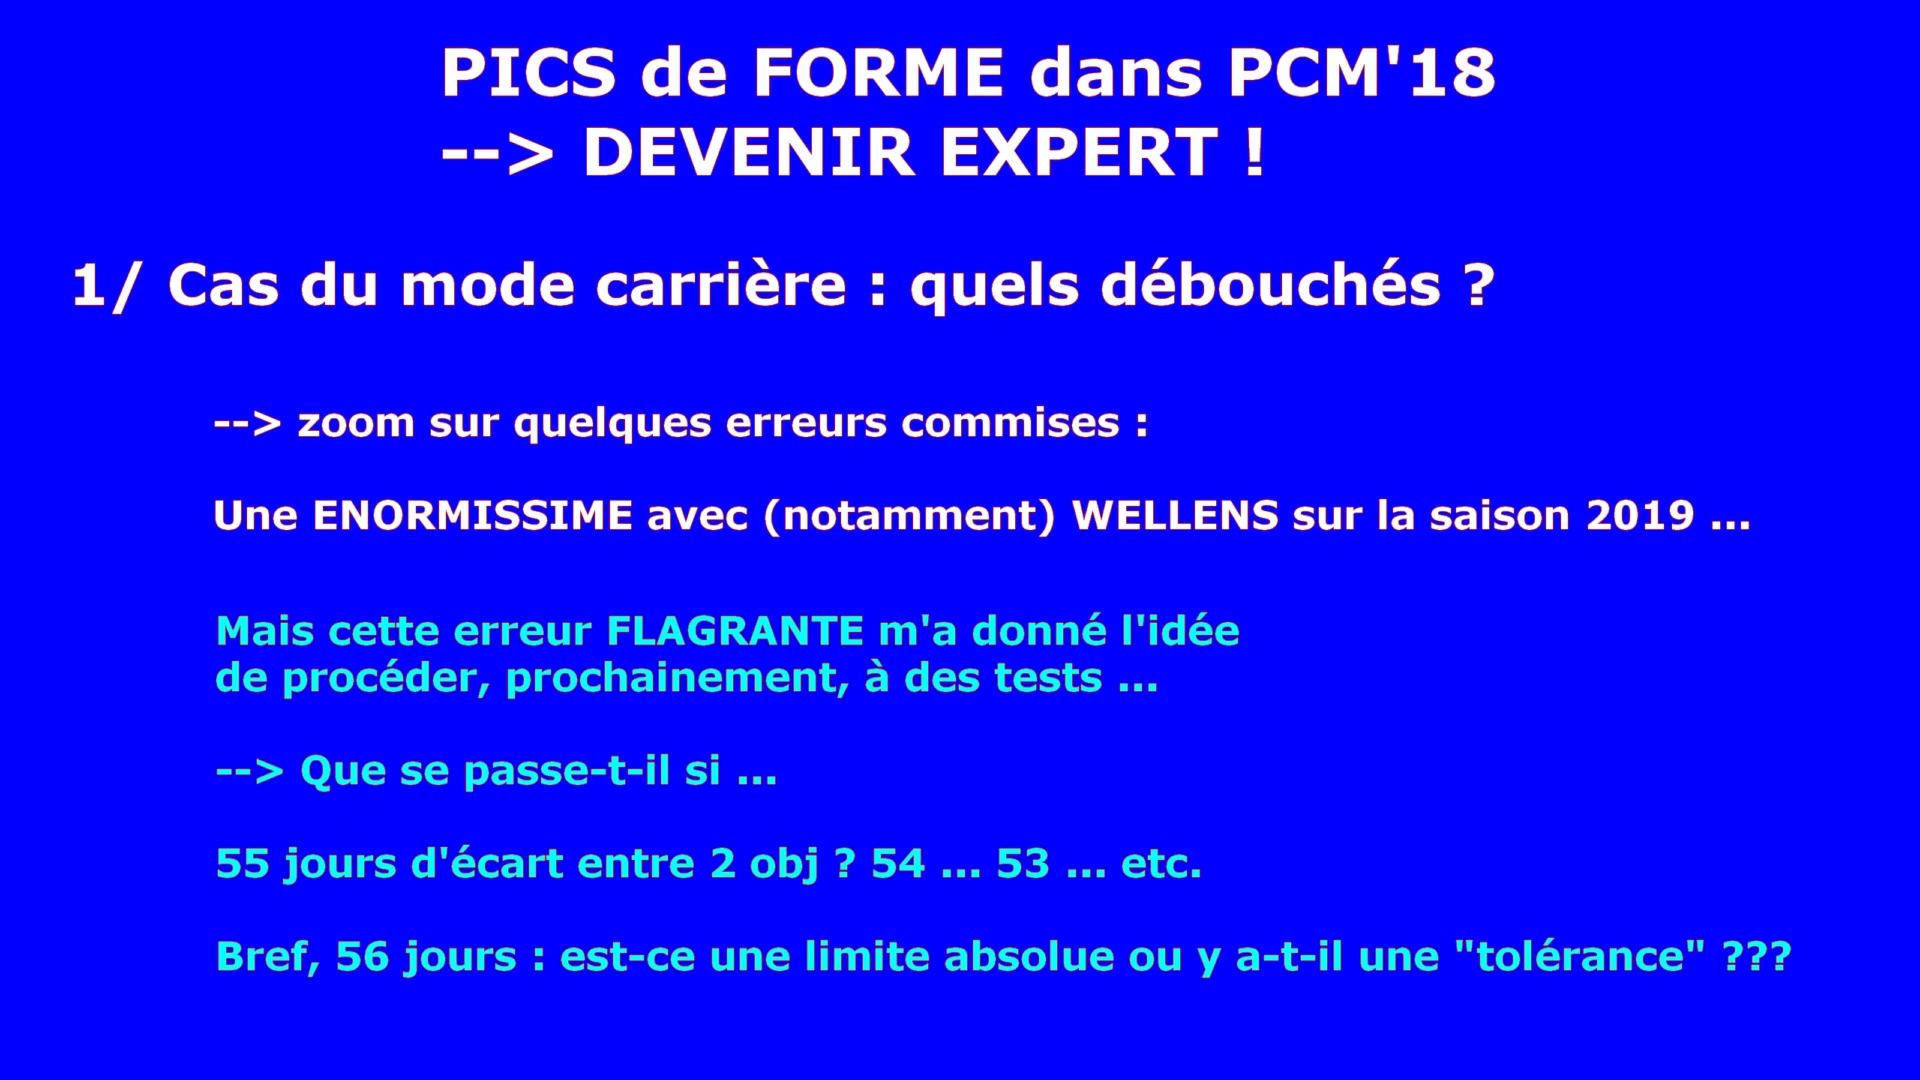 PICS de FORME dans PCM'18
--> DEVENIR EXPERT !
1/ Cas du mode carrière : quels débouchés ?
--> zoom sur quelques erreurs commises :
Une ENORMISSIME avec (notamment) WELLENS sur la saison 2019 ...
Mais cette erreur FLAGRANTE m'a donné l'idée
de procéder, prochainement, à des tests ...
--> Que se passe-t-il si ...
55 jours d'écart entre 2 obj ? 54 ... 53 ... etc.
Bref, 56 jours : est-ce une limite absolue ou y a-t-il une "tolérance" ???